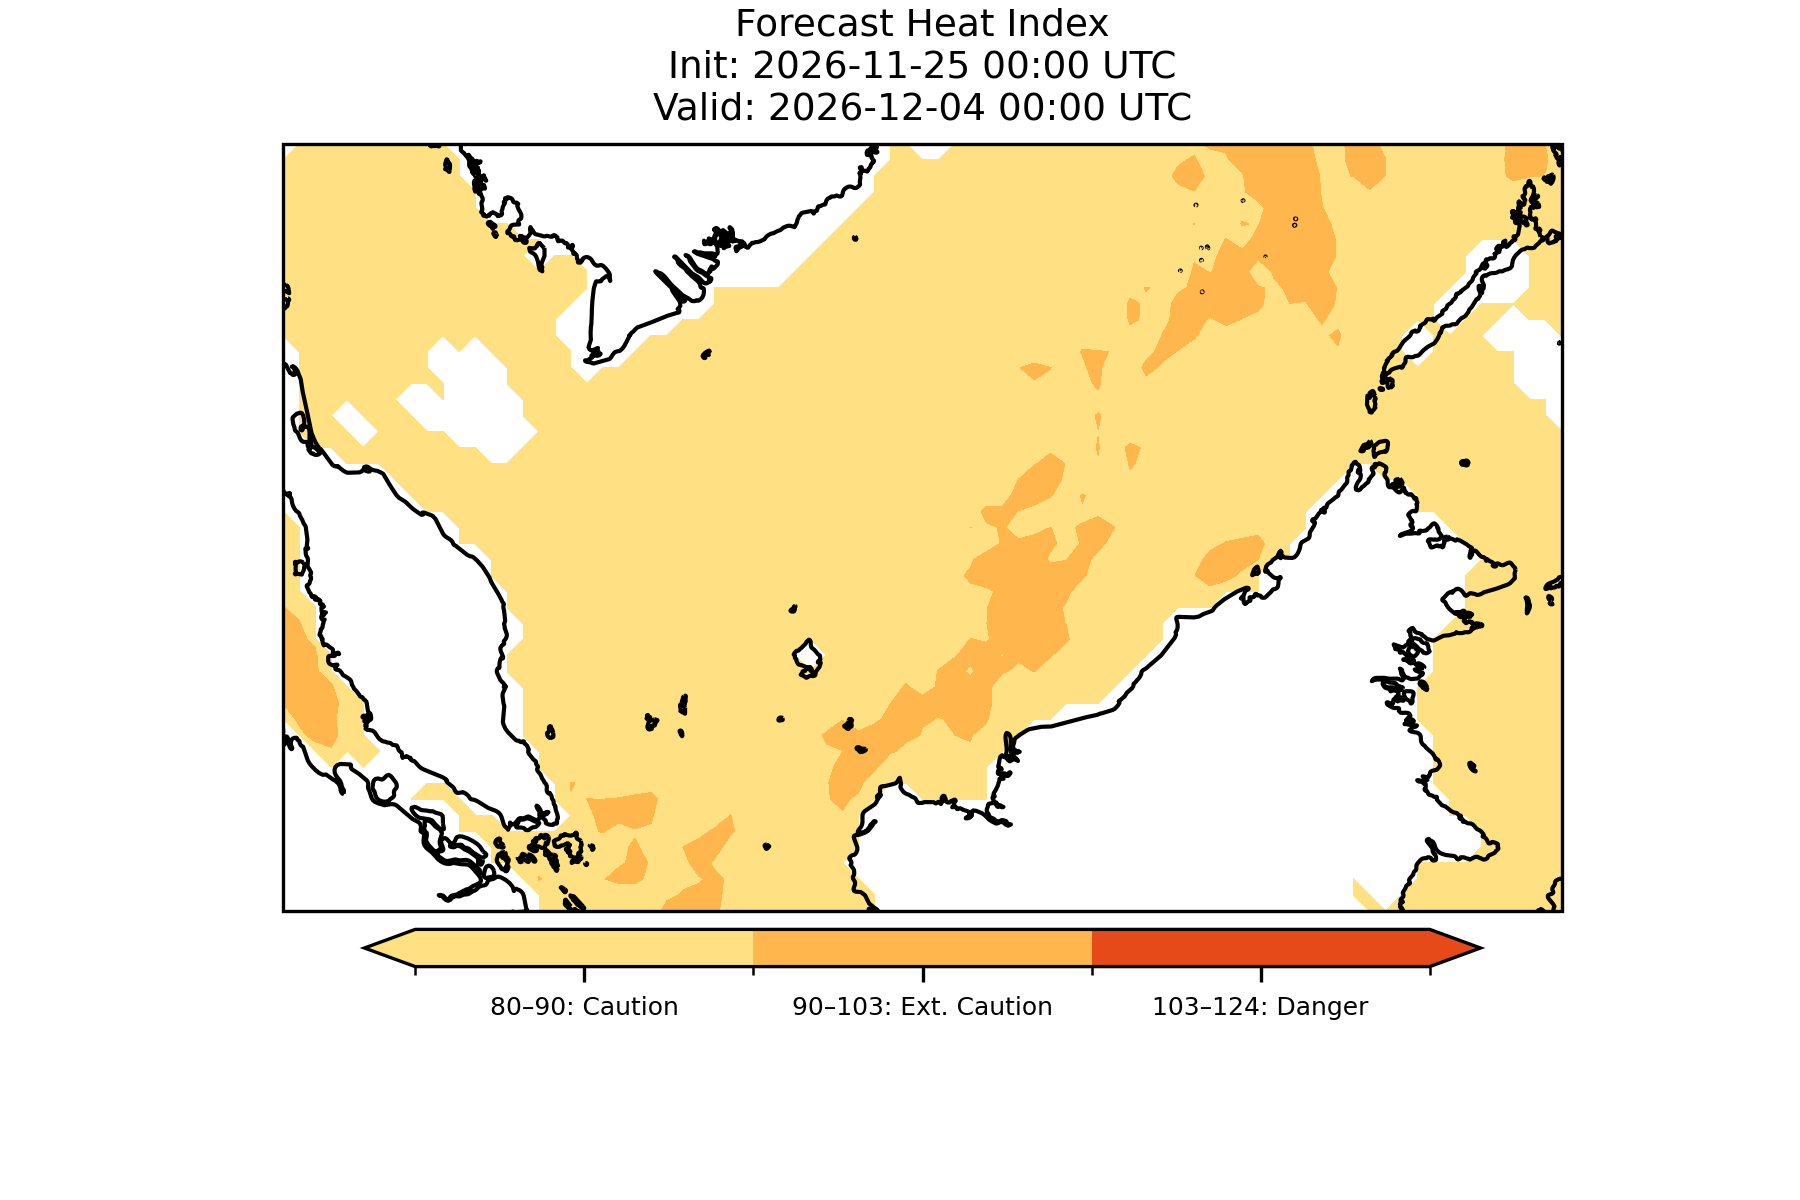 Forecast Heat Index
Init: 2026-11-25 00:00 UTC
Valid: 2026-12-04 00:00 UTC
80–90: Caution
90–103: Ext. Caution
103–124: Danger